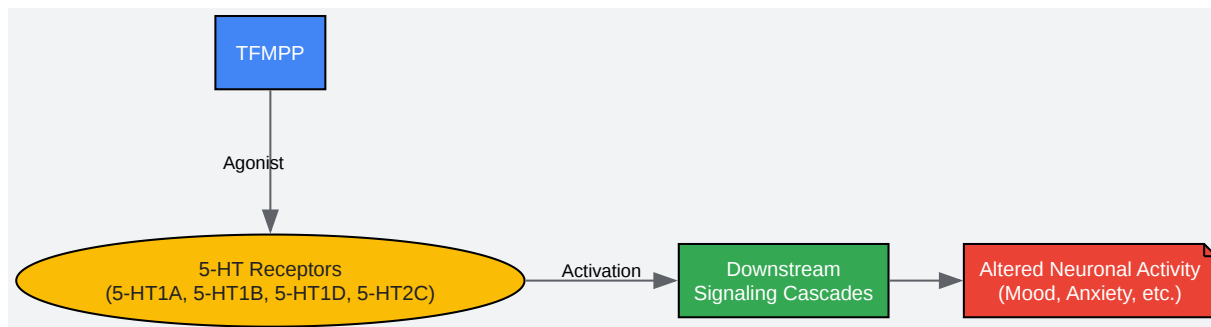 TFMPP
Agonist
5-HT Receptors
(5-HT1A, 5-HT1B, 5-HT1D, 5-HT2C)
Activation
Downstream
Signaling Cascades
Altered Neuronal Activity
(Mood, Anxiety, etc.)